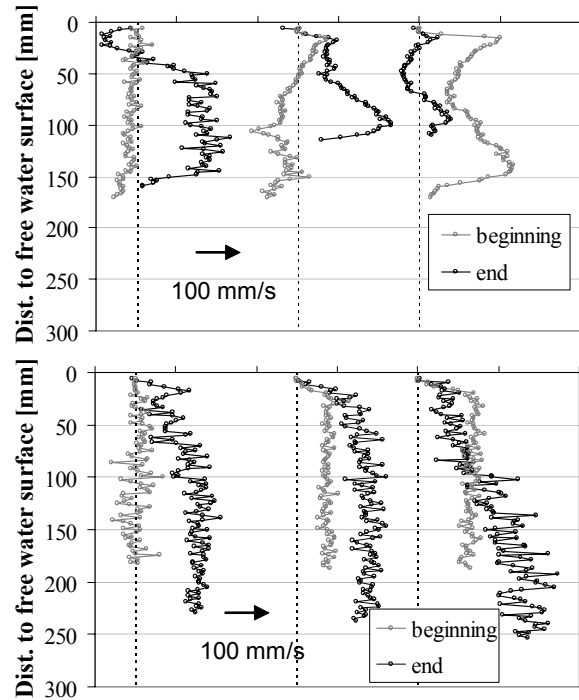 Dist. to free water surface [mm]
0
50
100
150
200
250
300
100 mm/s
beginning
end
Dist. to free water surface [mm]
0
50
100
150
200
250
300
100 mm/s
beginning
end